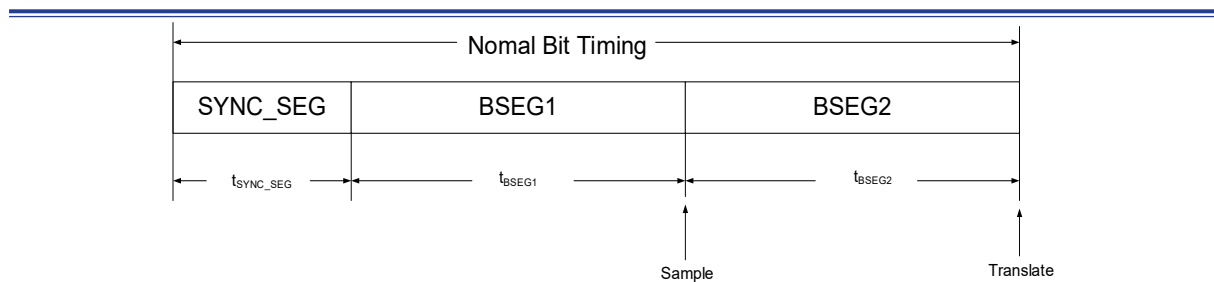 Nomal Bit Timing
SYNC_SEG BSEG1 BSEG2
tSYNC_SEG tBSEG1 tBSEG2
Sample Translate